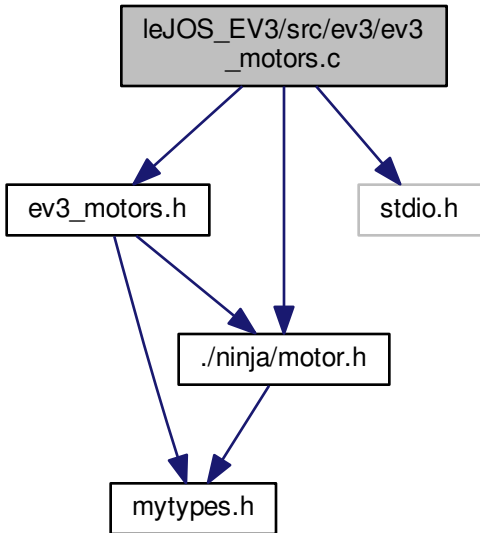 leJOS_EV3/src/ev3/ev3
_motors.c
ev3_motors.h
stdio.h
./ninja/motor.h
mytypes.h